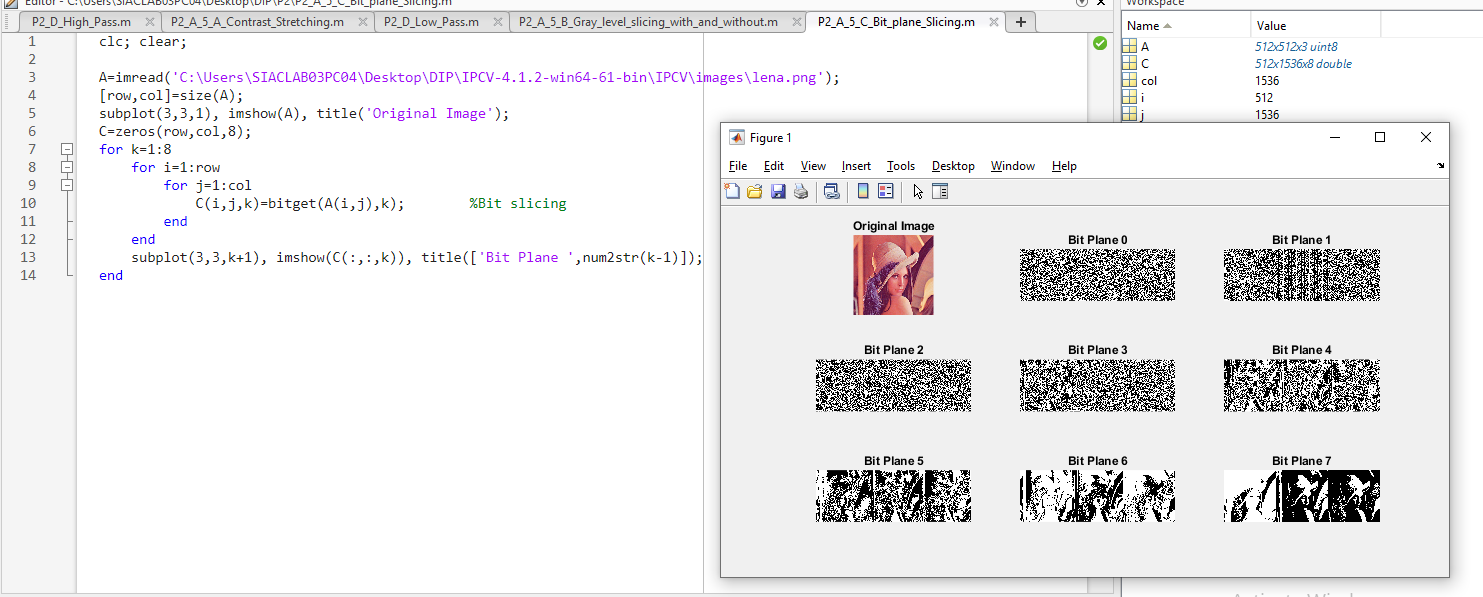 Editor - C:\Users\SIACLAB03PC04\Desktop\DIP\P2\P2_A_5_C_Bit_plane_Slicing.m
Workspace
P2_D_High_Pass.m
P2_A_5_A_Contrast_Stretching.m
P2_D_Low_Pass.m
P2_A_5_B_Gray_level_slicing_with_and_without.m
P2_A_5_C_Bit_plane_Slicing.m
1 clc; clear;
2
3 A=imread('C:\Users\SIACLAB03PC04\Desktop\DIP\IPCV-4.1.2-win64-61-bin\IPCV\images\lena.png');
4 [row,col]=size(A);
5 subplot(3,3,1), imshow(A), title('Original Image');
6 C=zeros(row,col,8);
7 for k=1:8
8 for i=1:row
9 for j=1:col
10 C(i,j,k)=bitget(A(i,j),k); %Bit slicing
11 end
12 end
13 subplot(3,3,k+1), imshow(C(:,:,k)), title(['Bit Plane ',num2str(k-1)]);
14 end
Name Value
A 512x512x3 uint8
C 512x1536x8 double
col 1536
i 512
j 1536
Figure 1
File Edit View Insert Tools Desktop Window Help
Original Image
Bit Plane 0
Bit Plane 1
Bit Plane 2
Bit Plane 3
Bit Plane 4
Bit Plane 5
Bit Plane 6
Bit Plane 7